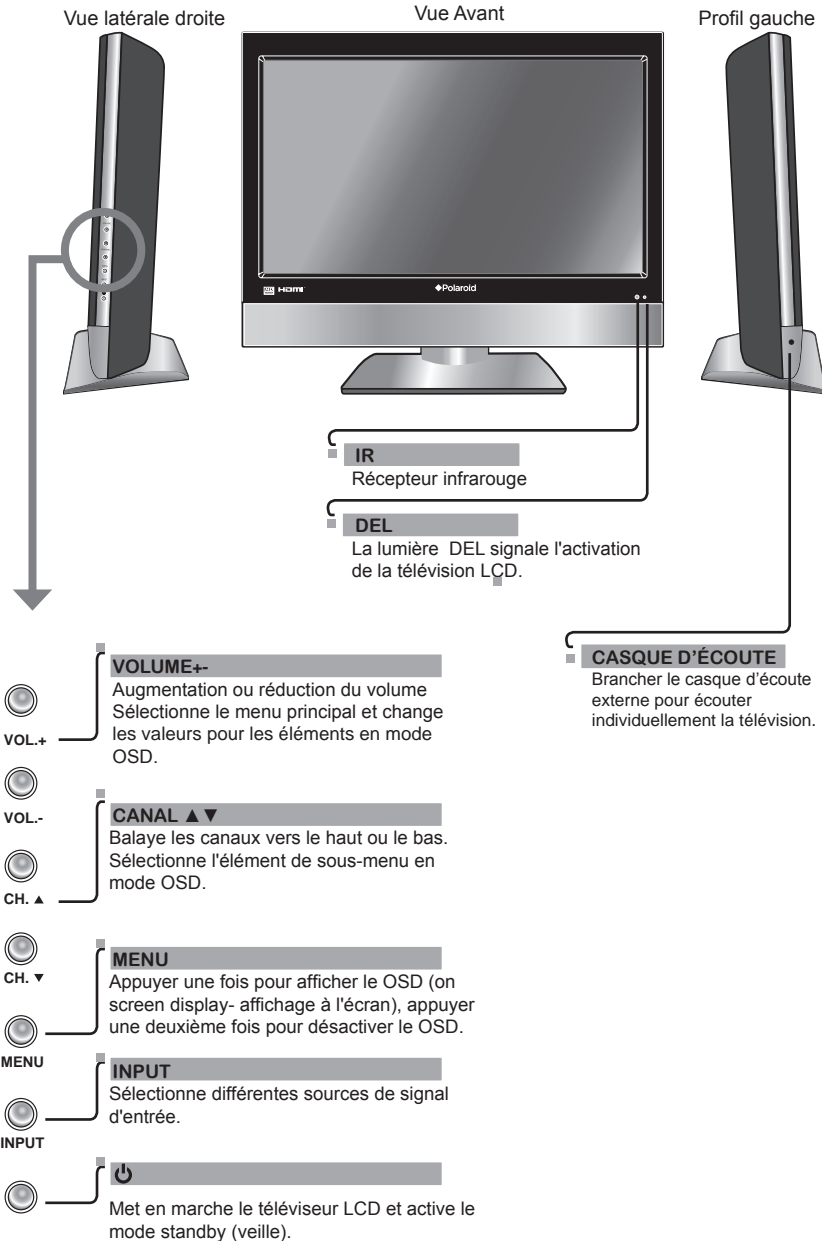 Vue latérale droite
Vue Avant
Profil gauche
HDMI
Polaroid
IR
Récepteur infrarouge
DEL
La lumière DEL signale l'activation
de la télévision LCD.
CASQUE D'ÉCOUTE
Brancher le casque d'écoute
externe pour écouter
individuellement la télévision.
VOL.+
VOLUME+-
Augmentation ou réduction du volume
Sélectionne le menu principal et change
les valeurs pour les éléments en mode
OSD.
VOL.-
CH. ▲
CANAL ▲▼
Balaye les canaux vers le haut ou le bas.
Sélectionne l'élément de sous-menu en
mode OSD.
CH. ▼
MENU
MENU
Appuyer une fois pour afficher le OSD (on
screen display- affichage à l'écran), appuyer
une deuxième fois pour désactiver le OSD.
INPUT
INPUT
Sélectionne différentes sources de signal
d'entrée.
Met en marche le téléviseur LCD et active le
mode standby (veille).